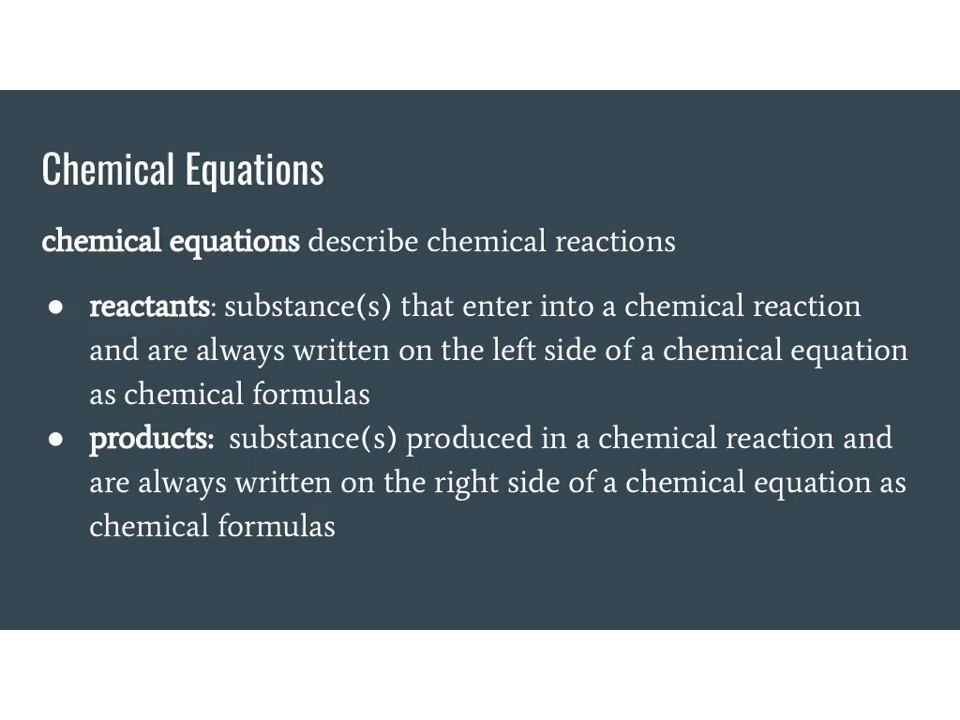 Chemical Equations
chemical equations describe chemical reactions
● reactants: substance(s) that enter into a chemical reaction
and are always written on the left side of a chemical equation
as chemical formulas
● products: substance(s) produced in a chemical reaction and
are always written on the right side of a chemical equation as
chemical formulas